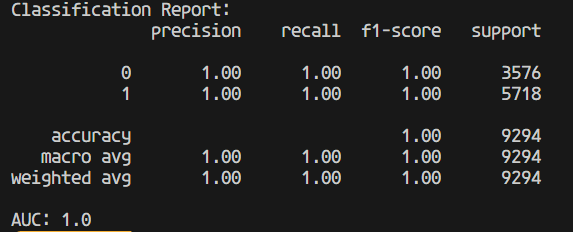 Classification Report:
precision recall f1-score support
0 1.00 1.00 1.00 3576
1 1.00 1.00 1.00 5718
accuracy 1.00 9294
macro avg 1.00 1.00 1.00 9294
weighted avg 1.00 1.00 1.00 9294
AUC: 1.0